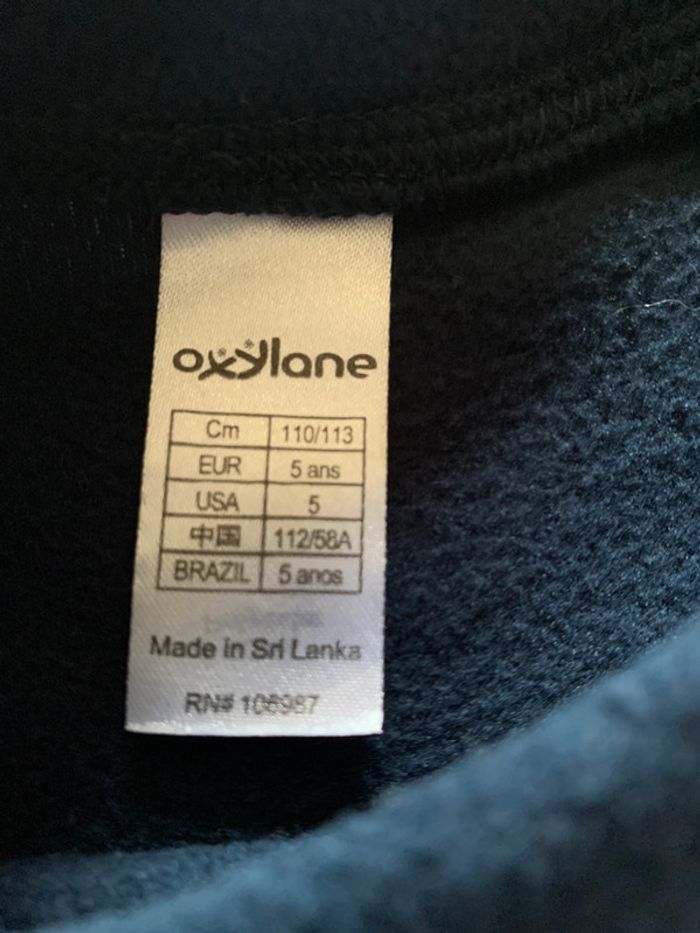 oxylane
Cm 110/113
EUR 5 ans
USA 5
中国 112/58A
BRAZIL 5 anos
Made in Sri Lanka
RN# 106987